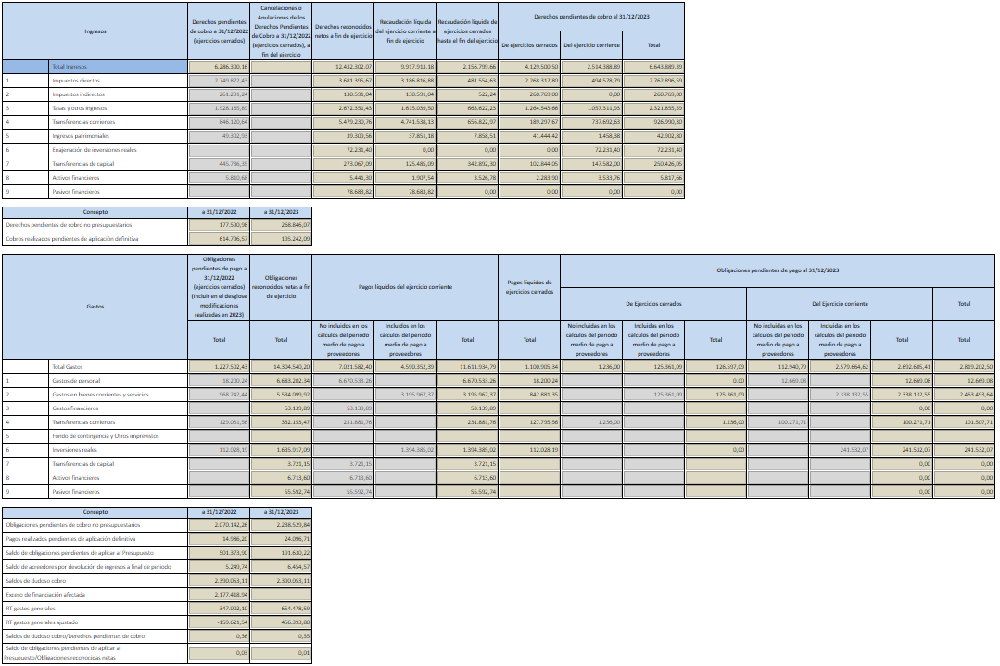 Ingresos | Derechos pendientes de cobro a 31/12/2022 (ejercicios cerrados) | Cancelaciones o Anulaciones de los Derechos Pendientes de Cobro a 31/12/2022 (ejercicios cerrados), a fin del ejercicio | Derechos reconocidos netos a fin de ejercicio | Recaudación líquida del ejercicio corriente a fin de ejercicio | Recaudación líquida de ejercicios cerrados hasta el fin del ejercicio | Derechos pendientes de cobro al 31/12/2023
De ejercicios cerrados | Del ejercicio corriente | Total
Total Ingresos | 6.286.300,16 | 12.432.302,07 | 9.917.913,18 | 2.156.799,66 | 4.129.500,50 | 2.514.388,89 | 6.643.889,39
1 | Impuestos directos | 2.749.872,43 | 3.681.395,67 | 3.186.816,88 | 481.554,63 | 2.268.317,80 | 494.578,79 | 2.762.896,59
2 | Impuestos indirectos | 261.291,24 | 130.591,04 | 130.591,04 | 522,24 | 260.769,00 | 0,00 | 260.769,00
3 | Tasas y otros ingresos | 1.928.165,89 | 2.672.351,43 | 1.615.039,50 | 663.622,23 | 1.264.543,66 | 1.057.311,93 | 2.321.855,59
4 | Transferencias corrientes | 846.120,64 | 5.479.230,76 | 4.741.538,13 | 656.822,97 | 189.297,67 | 737.692,63 | 926.990,30
5 | Ingresos patrimoniales | 49.302,93 | 39.309,56 | 37.851,18 | 7.858,51 | 41.444,42 | 1.458,38 | 42.902,80
6 | Enajenación de inversiones reales | 72.231,40 | 0,00 | 0,00 | 0,00 | 72.231,40 | 72.231,40
7 | Transferencias de capital | 445.736,35 | 273.067,09 | 125.485,09 | 342.892,30 | 102.844,05 | 147.582,00 | 250.426,05
8 | Activos financieros | 5.810,68 | 5.441,30 | 1.907,54 | 3.526,78 | 2.283,90 | 3.533,76 | 5.817,66
9 | Pasivos financieros | 78.683,82 | 78.683,82 | 0,00 | 0,00 | 0,00 | 0,00
Concepto | a 31/12/2022 | a 31/12/2023
Derechos pendientes de cobro no presupuestarios | 177.590,98 | 268.846,07
Cobros realizados pendientes de aplicación definitiva | 614.796,57 | 195.242,09
Gastos | Obligaciones pendientes de pago a 31/12/2022 (ejercicios cerrados) (Incluir en el desglose modificaciones realizadas en 2023) | Obligaciones reconocidas netas a fin de ejercicio | Pagos líquidos del ejercicio corriente | Pagos líquidos de ejercicios cerrados | Obligaciones pendientes de pago al 31/12/2023
De Ejercicios cerrados | Del Ejercicio corriente | Total
Total | Total | No incluidos en los cálculos del periodo medio de pago a proveedores | Incluidos en los cálculos del periodo medio de pago a proveedores | Total | Total | No incluidas en los cálculos del periodo medio de pago a proveedores | Incluidas en los cálculos del periodo medio de pago a proveedores | Total | No incluidas en los cálculos del periodo medio de pago a proveedores | Incluidas en los cálculos del periodo medio de pago a proveedores | Total | Total
Total Gastos | 1.227.502,43 | 14.304.540,20 | 7.021.582,40 | 4.590.352,39 | 11.611.934,79 | 1.100.905,34 | 1.236,00 | 125.361,09 | 126.597,09 | 112.940,79 | 2.579.664,62 | 2.692.605,41 | 2.819.202,50
1 | Gastos de personal | 18.200,24 | 6.683.202,34 | 6.670.533,26 | 6.670.533,26 | 18.200,24 | 0,00 | 12.669,08 | 12.669,08 | 12.669,08
2 | Gastos en bienes corrientes y servicios | 968.242,44 | 5.534.099,92 | 3.195.967,37 | 3.195.967,37 | 842.881,35 | 125.361,09 | 125.361,09 | 2.338.132,55 | 2.338.132,55 | 2.463.493,64
3 | Gastos financieros | 53.139,89 | 53.139,89 | 53.139,89 | 0,00 | 0,00
4 | Transferencias corrientes | 129.031,56 | 332.153,47 | 231.881,76 | 231.881,76 | 127.795,56 | 1.236,00 | 1.236,00 | 100.271,71 | 100.271,71 | 101.507,71
5 | Fondo de contingencia y Otros imprevistos
6 | Inversiones reales | 112.028,19 | 1.635.917,09 | 1.394.385,02 | 1.394.385,02 | 112.028,19 | 0,00 | 241.532,07 | 241.532,07 | 241.532,07
7 | Transferencias de capital | 3.721,15 | 3.721,15 | 3.721,15 | 0,00 | 0,00
8 | Activos financieros | 6.713,60 | 6.713,60 | 6.713,60 | 0,00 | 0,00
9 | Pasivos financieros | 55.592,74 | 55.592,74 | 55.592,74 | 0,00 | 0,00
Concepto | a 31/12/2022 | a 31/12/2023
Obligaciones pendientes de cobro no presupuestarios | 2.070.142,26 | 2.238.529,84
Pagos realizados pendientes de aplicación definitiva | 14.986,20 | 24.096,71
Saldo de obligaciones pendientes de aplicar al Presupuesto | 501.373,90 | 191.630,22
Saldo de acreedores por devolución de ingresos a final de periodo | 5.249,74 | 6.454,57
Saldos de dudoso cobro | 2.390.053,11 | 2.390.053,11
Exceso de financiación afectada | 2.177.418,94
RT gastos generales | 347.002,10 | 654.478,59
RT gastos generales ajustado | -159.621,54 | 456.393,80
Saldos de dudoso cobro/Derechos pendientes de cobro | 0,36 | 0,35
Saldo de obligaciones pendientes de aplicar al Presupuesto/Obligaciones reconocidas netas | 0,03 | 0,01